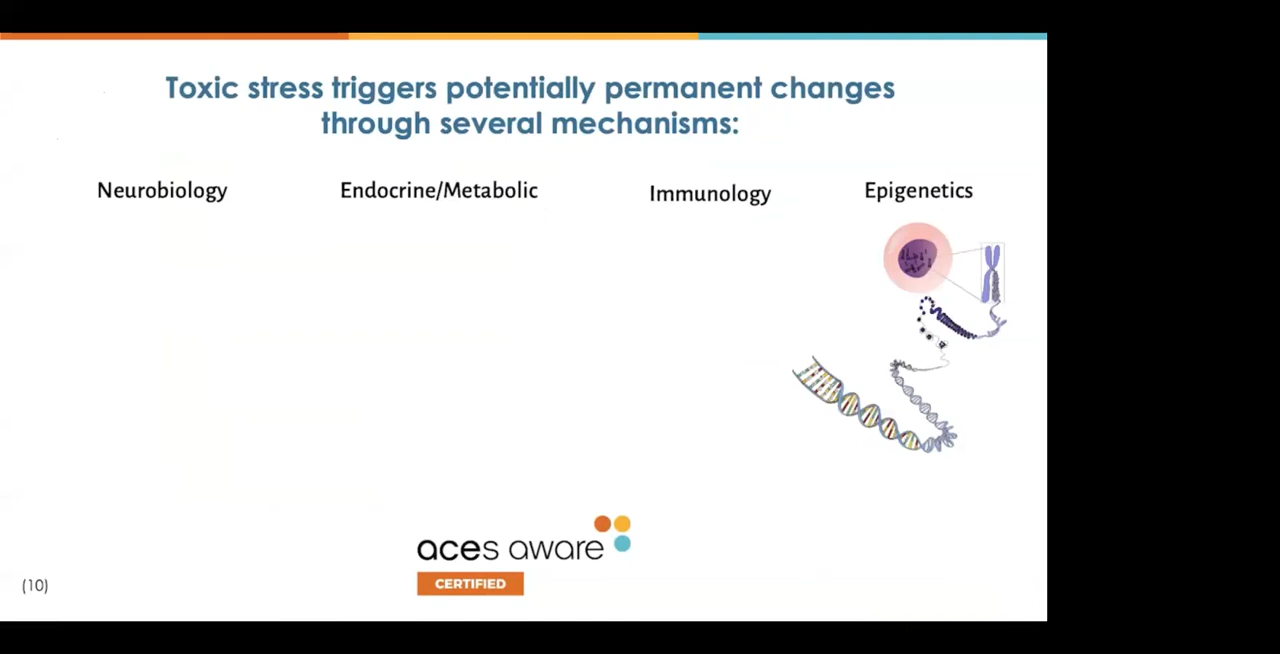 Toxic stress triggers potentially permanent changes
through several mechanisms:
Neurobiology
Endocrine/Metabolic
Immunology
Epigenetics
aces aware
CERTIFIED
(10)